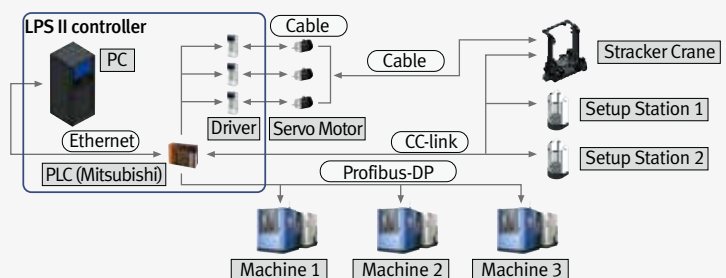 LPS II controller
PC
Cable
Cable
Stracker Crane
Driver
Servo Motor
Setup Station 1
Ethernet
CC-link
PLC (Mitsubishi)
Setup Station 2
Profibus-DP
Machine 1
Machine 2
Machine 3